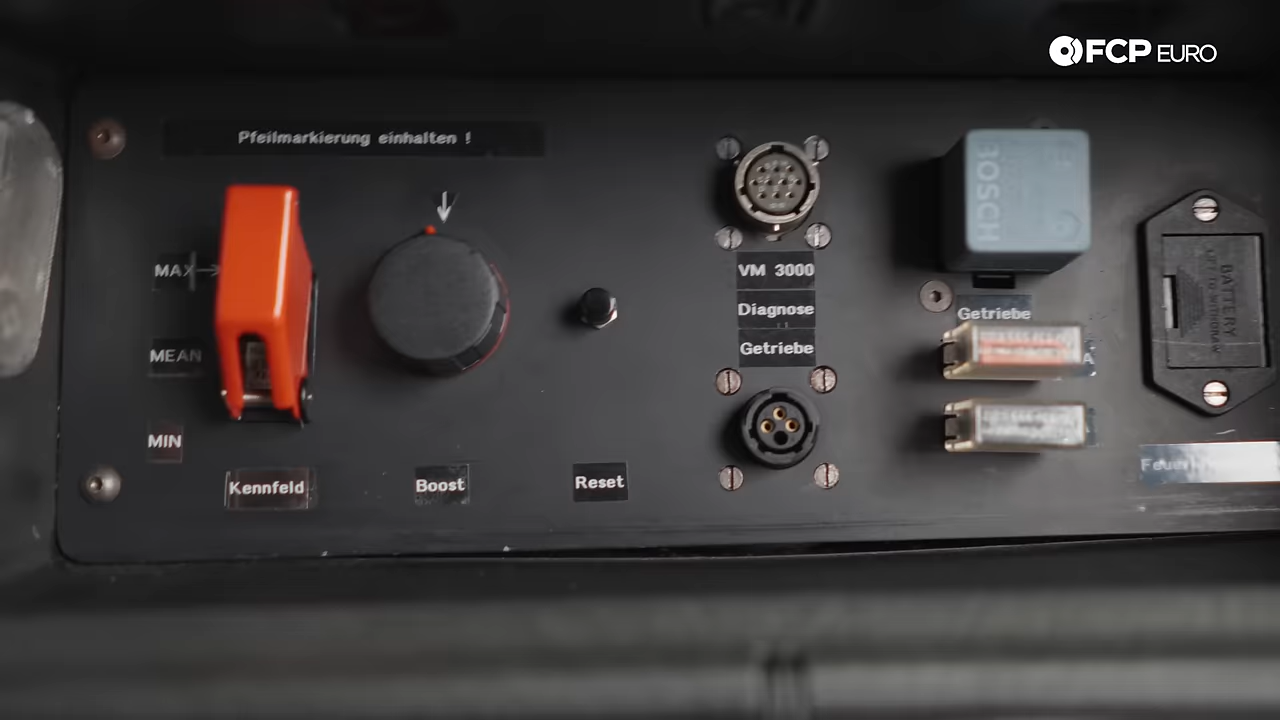 FCP EURO
Pfeilmarkierung einhalten !
MAX
MEAN
MIN
Kennfeld
Boost
Reset
VM 3000
Diagnose
Getriebe
BOSCH
Getriebe
A
BATTERY